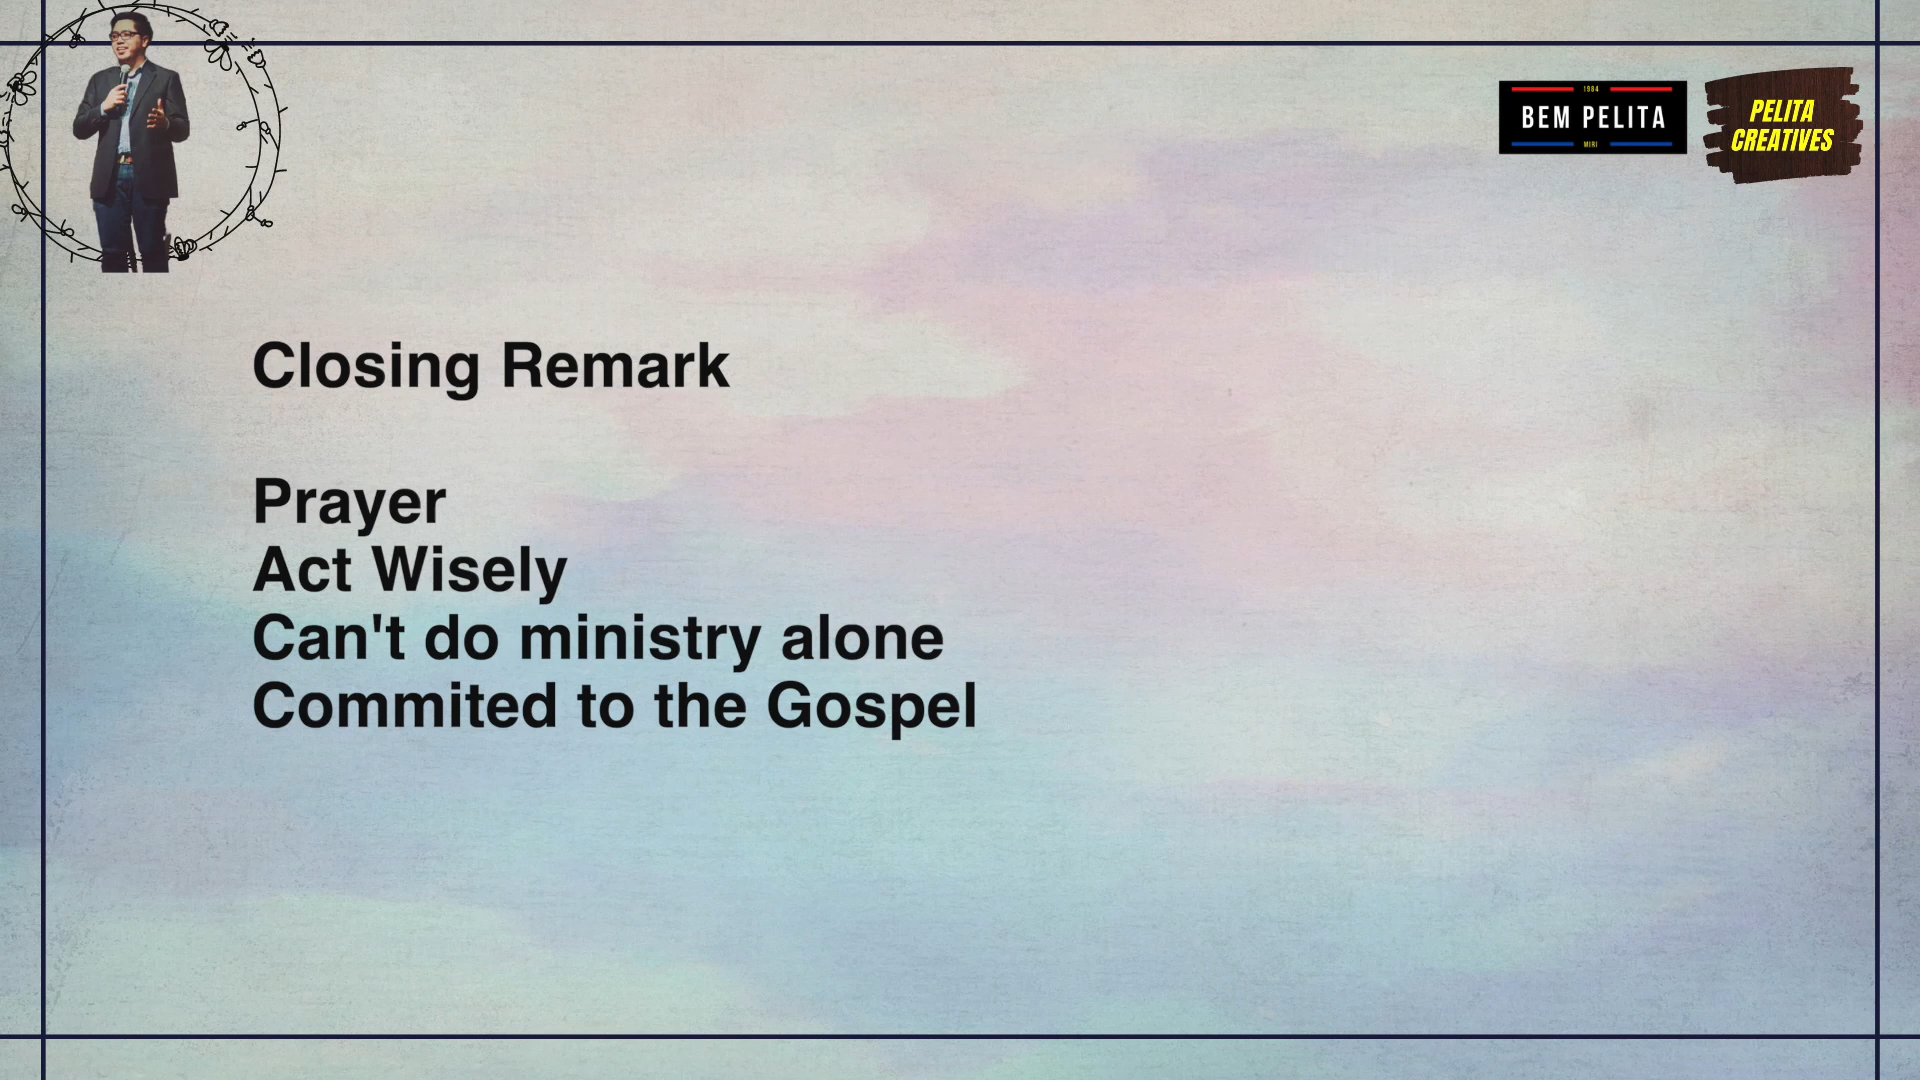 1984
BEM PELITA
MIRI
PELITA
CREATIVES
Closing Remark
Prayer
Act Wisely
Can't do ministry alone
Commited to the Gospel